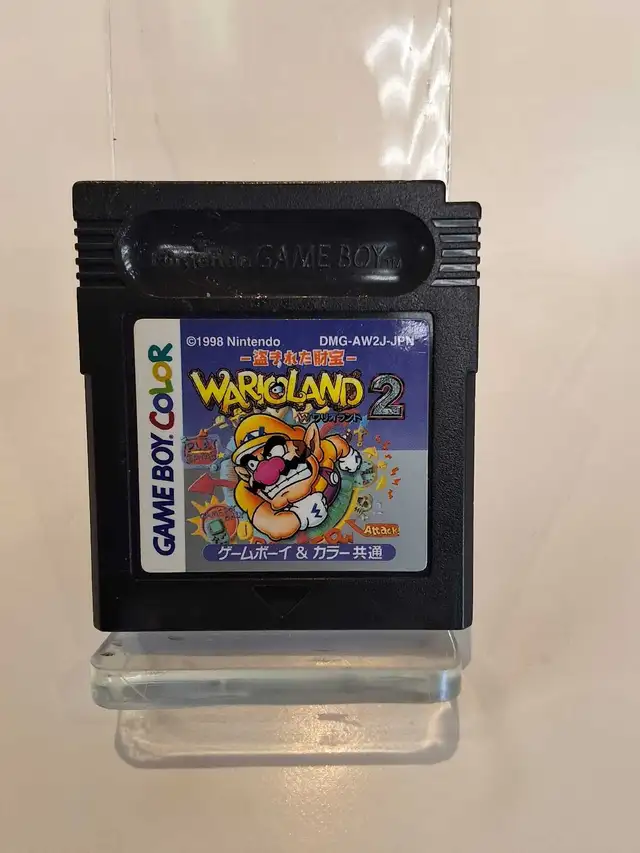 Nintendo GAME BOY TM
©1998 Nintendo DMG-AW2J-JPN
-盗まれた財宝-
WARIOLAND 2
ワリオランド
GAME BOY COLOR
W
Attack!
ゲームボーイ & カラー共通